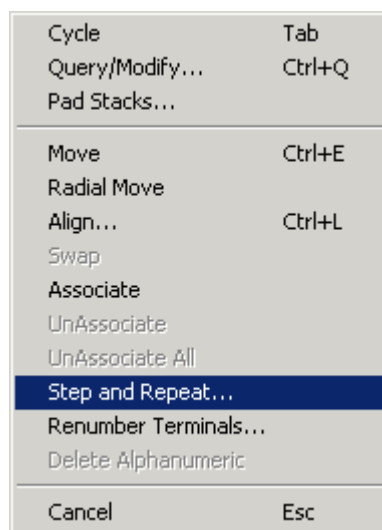 Cycle Tab
Query/Modify... Ctrl+Q
Pad Stacks...
Move Ctrl+E
Radial Move
Align... Ctrl+L
Swap
Associate
UnAssociate
UnAssociate All
Step and Repeat...
Renumber Terminals...
Delete Alphanumeric
Cancel Esc